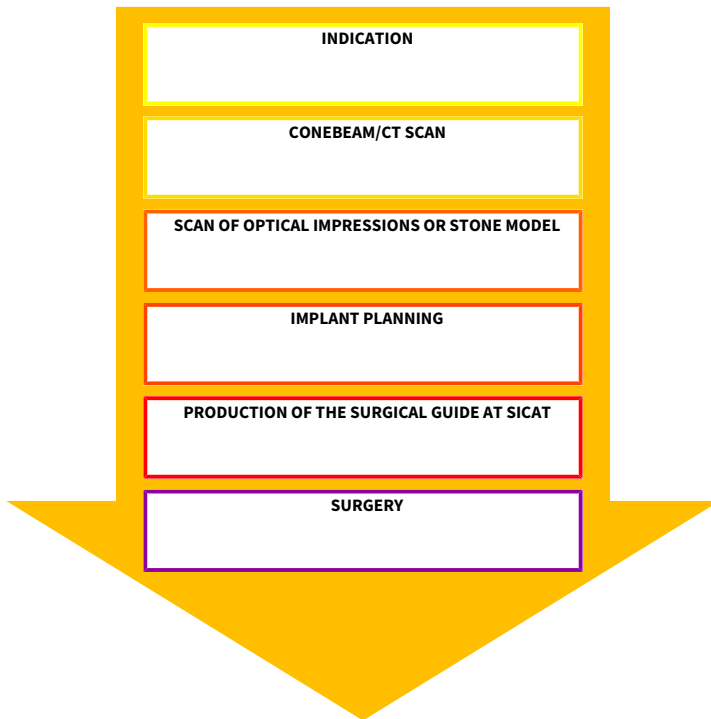 INDICATION
CONEBEAM/CT SCAN
SCAN OF OPTICAL IMPRESSIONS OR STONE MODEL
IMPLANT PLANNING
PRODUCTION OF THE SURGICAL GUIDE AT SICAT
SURGERY